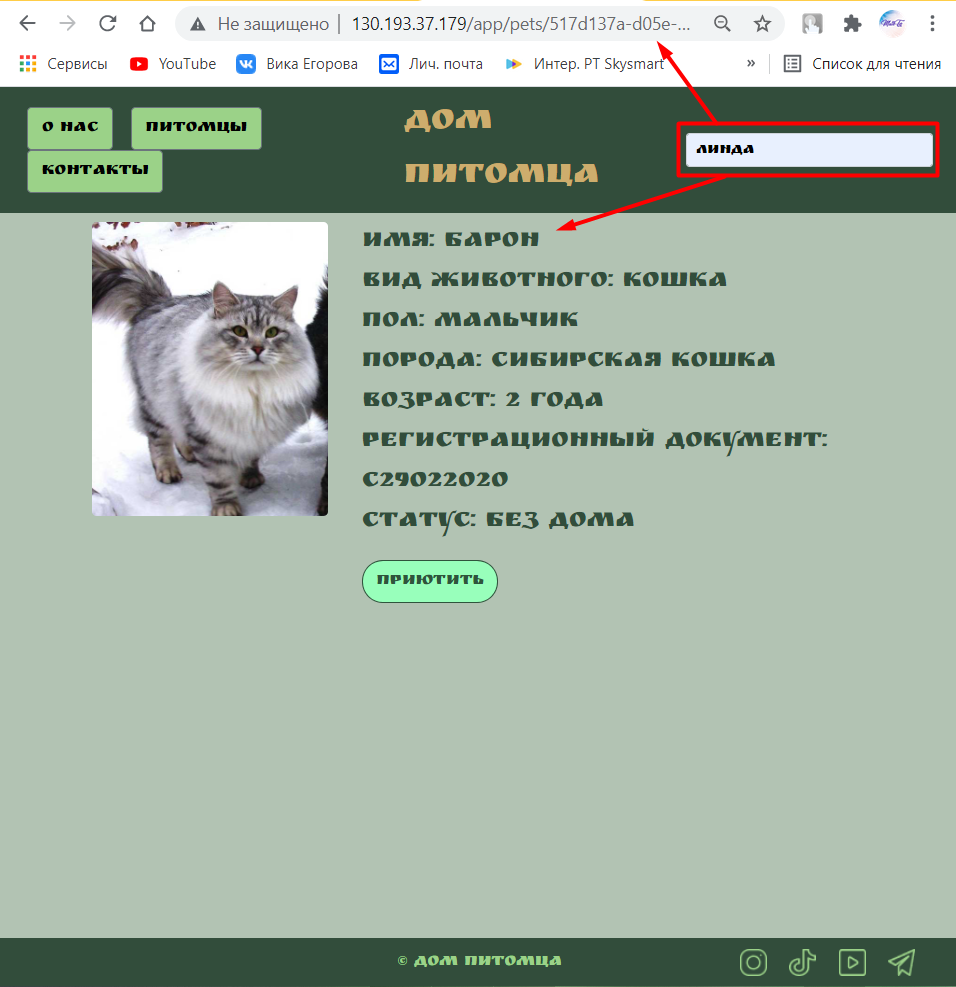 Не защищено | 130.193.37.179/app/pets/517d137a-d05e-...
Сервисы YouTube Вика Егорова Лич. почта Интер. РТ Skysmart » Список для чтения
О НАС ПИТОМЦЫ
КОНТАКТЫ
ДОМ
ПИТОМЦА
ЛИНДА
ИМЯ: БАРОН
ВИД ЖИВОТНОГО: КОШКА
ПОЛ: МАЛЬЧИК
ПОРОДА: СИБИРСКАЯ КОШКА
ВОЗРАСТ: 2 ГОДА
РЕГИСТРАЦИОННЫЙ ДОКУМЕНТ:
С29022020
СТАТУС: БЕЗ ДОМА
ПРИЮТИТЬ
© ДОМ ПИТОМЦА